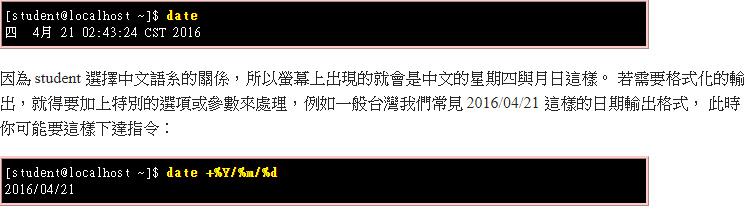 [student@localhost ~]$ date
四  4月 21 02:43:24 CST 2016
因為 student 選擇中文語系的關係，所以螢幕上出現的就會是中文的星期四與月日這樣。 若需要格式化的輸
出，就得要加上特別的選項或參數來處理，例如一般台灣我們常見 2016/04/21 這樣的日期輸出格式， 此時
你可能要這樣下達指令：
[student@localhost ~]$ date +%Y/%m/%d
2016/04/21